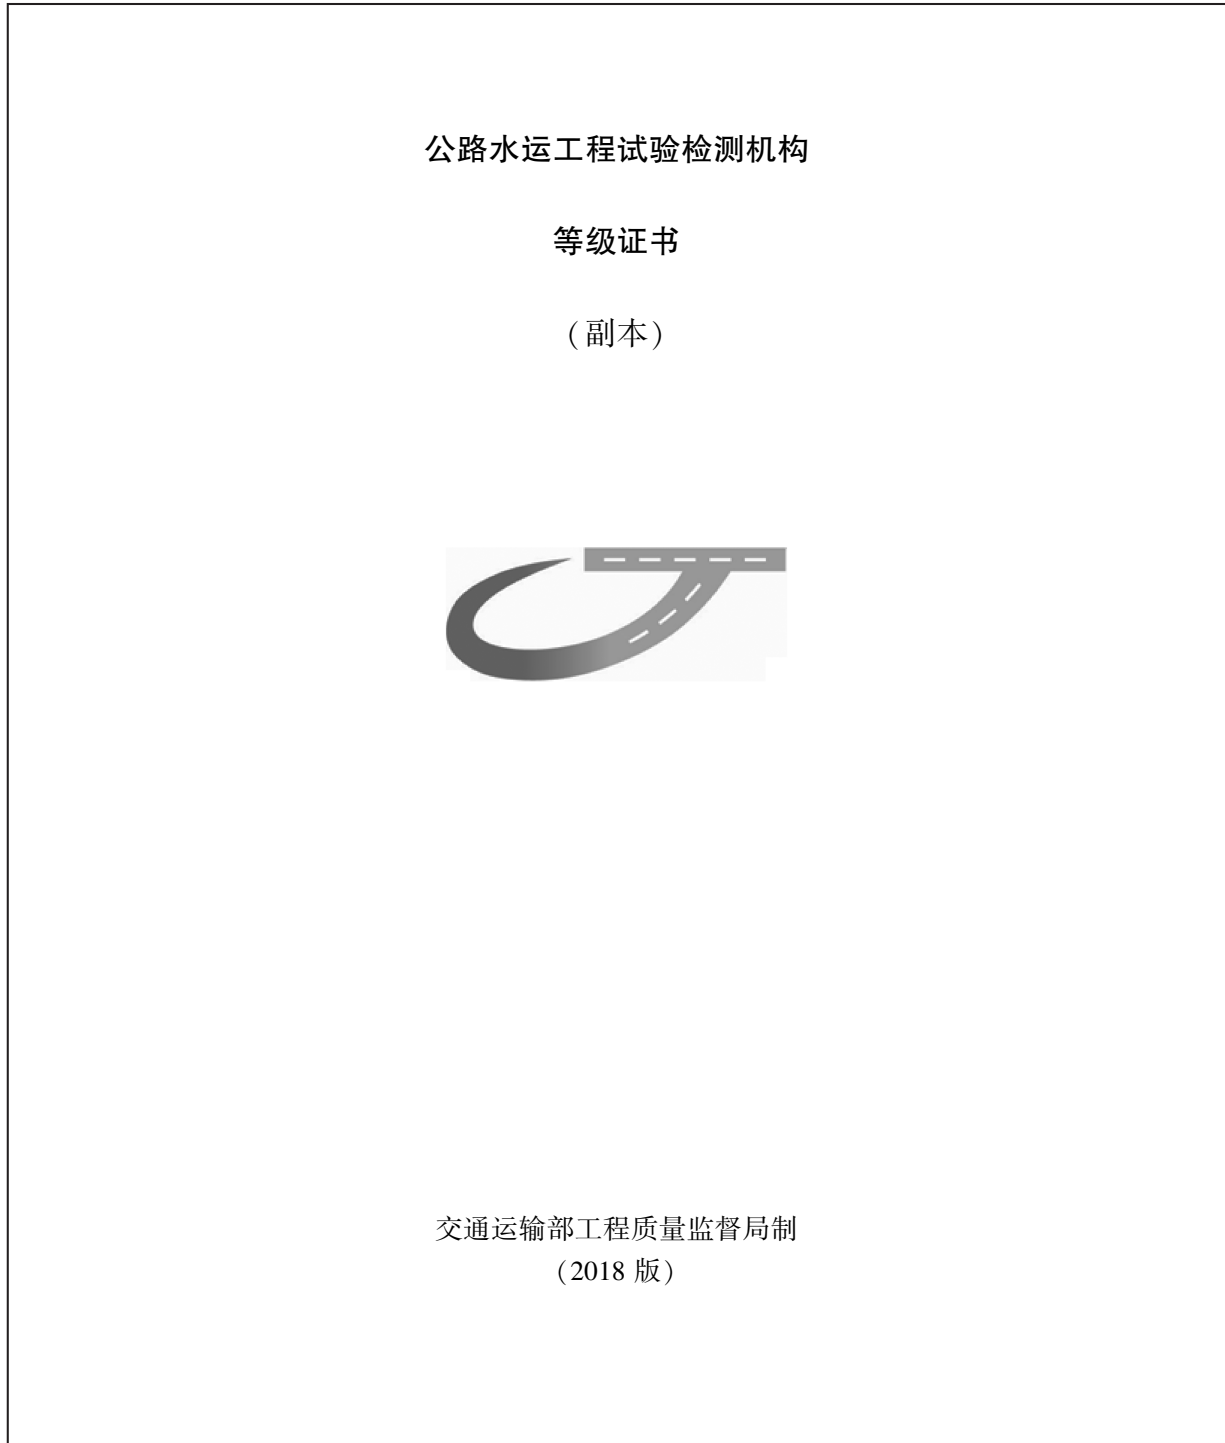 公路水运工程试验检测机构
等级证书
（副本）
交通运输部工程质量监督局制
（2018 版）